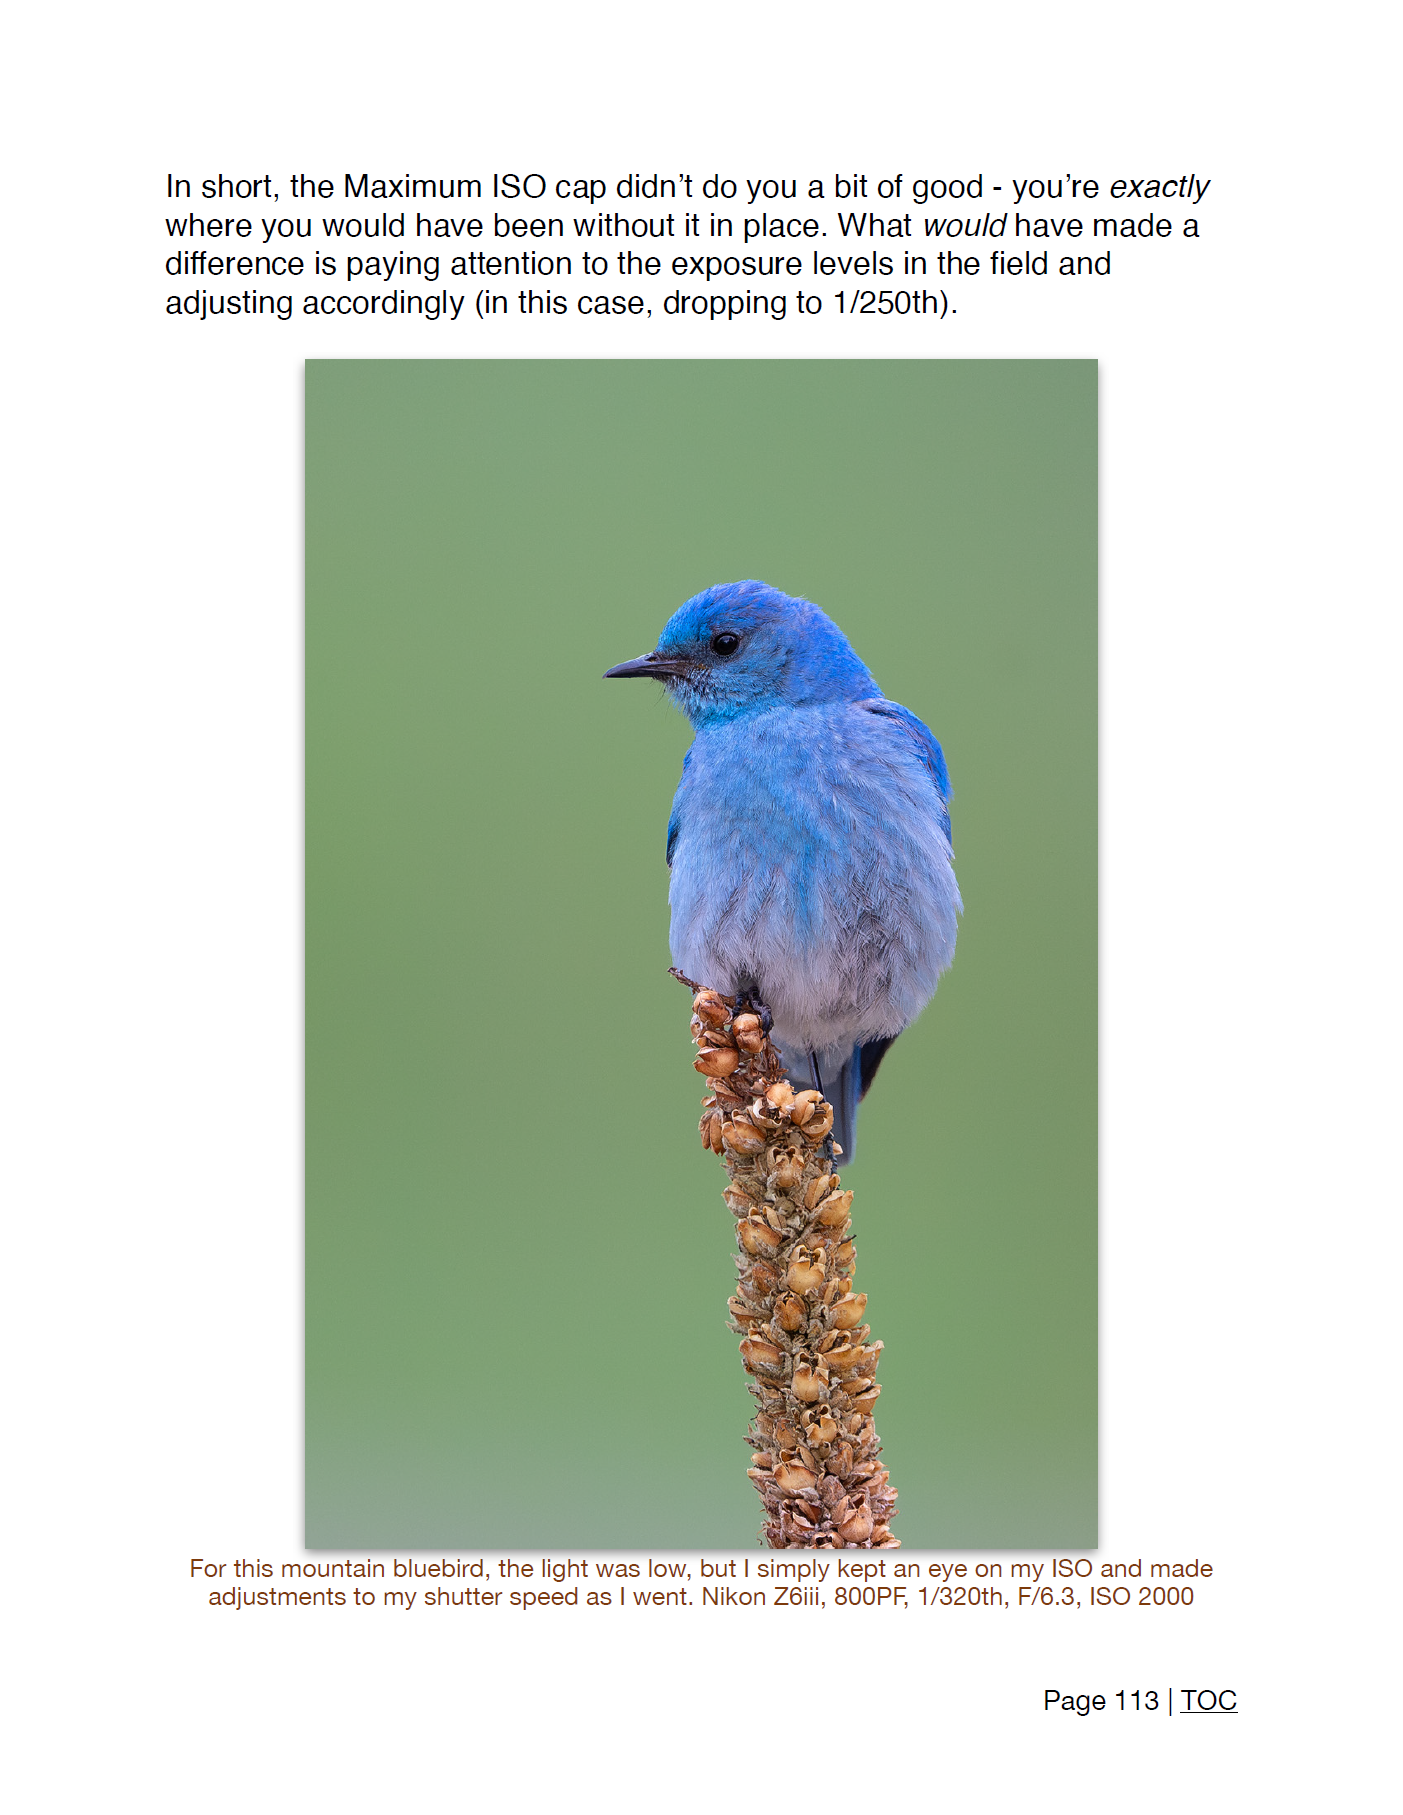 In short, the Maximum ISO cap didn’t do you a bit of good - you’re exactly
where you would have been without it in place. What would have made a
difference is paying attention to the exposure levels in the field and
adjusting accordingly (in this case, dropping to 1/250th).
For this mountain bluebird, the light was low, but I simply kept an eye on my ISO and made
adjustments to my shutter speed as I went. Nikon Z6iii, 800PF, 1/320th, F/6.3, ISO 2000
Page 113 | TOC